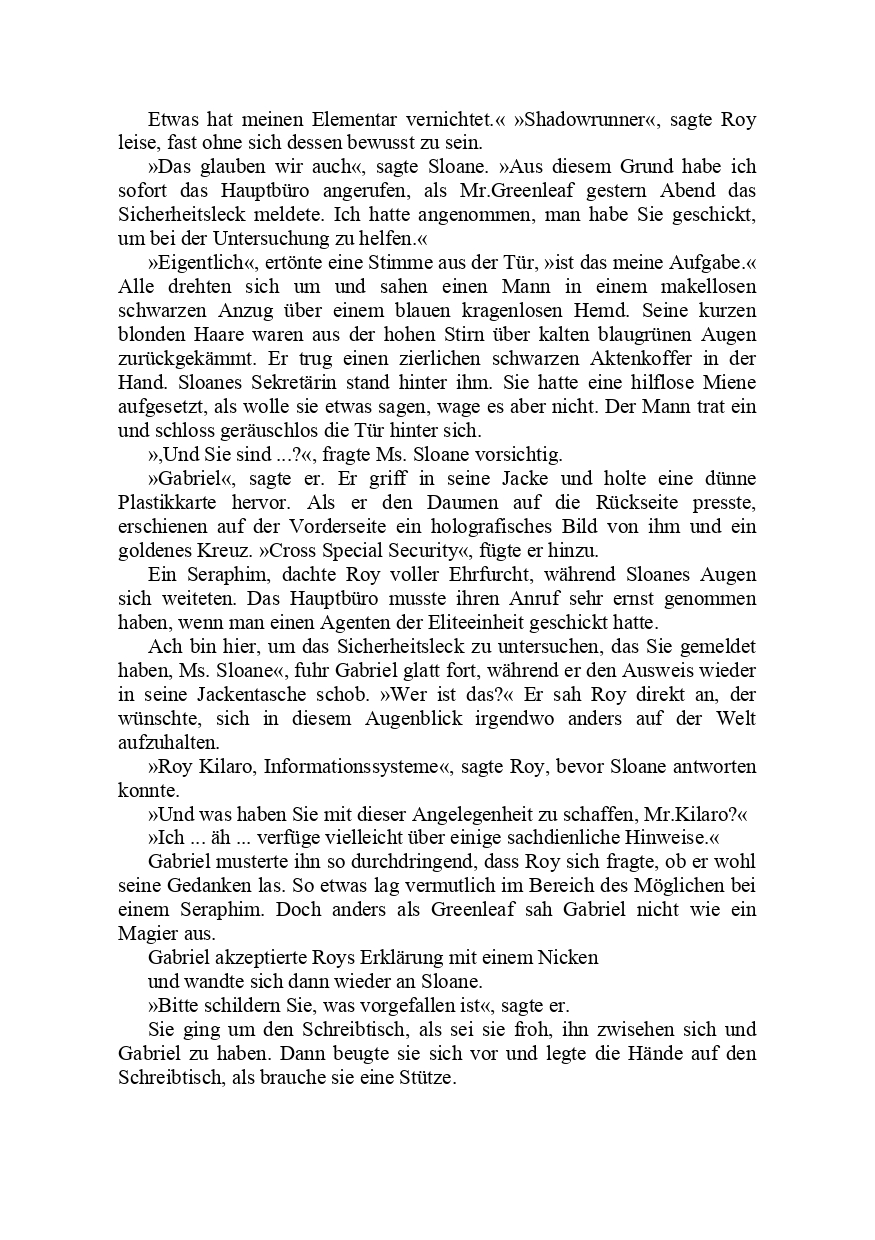 Etwas hat meinen Elementar vernichtet.« »Shadowrunner«, sagte Roy
leise, fast ohne sich dessen bewusst zu sein.
»Das glauben wir auch«, sagte Sloane. »Aus diesem Grund habe ich
sofort das Hauptbüro angerufen, als Mr.Greenleaf gestern Abend das
Sicherheitsleck meldete. Ich hatte angenommen, man habe Sie geschickt,
um bei der Untersuchung zu helfen.«
»Eigentlich«, ertönte eine Stimme aus der Tür, »ist das meine Aufgabe.«
Alle drehten sich um und sahen einen Mann in einem makellosen
schwarzen Anzug über einem blauen kragenlosen Hemd. Seine kurzen
blonden Haare waren aus der hohen Stirn über kalten blaugrünen Augen
zurückgekämmt. Er trug einen zierlichen schwarzen Aktenkoffer in der
Hand. Sloanes Sekretärin stand hinter ihm. Sie hatte eine hilflose Miene
aufgesetzt, als wolle sie etwas sagen, wage es aber nicht. Der Mann trat ein
und schloss geräuschlos die Tür hinter sich.
»‚Und Sie sind ...?«, fragte Ms. Sloane vorsichtig.
»Gabriel«, sagte er. Er griff in seine Jacke und holte eine dünne
Plastikkarte hervor. Als er den Daumen auf die Rückseite presste,
erschienen auf der Vorderseite ein holografisches Bild von ihm und ein
goldenes Kreuz. »Cross Special Security«, fügte er hinzu.
Ein Seraphim, dachte Roy voller Ehrfurcht, während Sloanes Augen
sich weiteten. Das Hauptbüro musste ihren Anruf sehr ernst genommen
haben, wenn man einen Agenten der Eliteeinheit geschickt hatte.
Ach bin hier, um das Sicherheitsleck zu untersuchen, das Sie gemeldet
haben, Ms. Sloane«, fuhr Gabriel glatt fort, während er den Ausweis wieder
in seine Jackentasche schob. »Wer ist das?« Er sah Roy direkt an, der
wünschte, sich in diesem Augenblick irgendwo anders auf der Welt
aufzuhalten.
»Roy Kilaro, Informationssysteme«, sagte Roy, bevor Sloane antworten
konnte.
»Und was haben Sie mit dieser Angelegenheit zu schaffen, Mr.Kilaro?«
»Ich ... äh ... verfüge vielleicht über einige sachdienliche Hinweise.«
Gabriel musterte ihn so durchdringend, dass Roy sich fragte, ob er wohl
seine Gedanken las. So etwas lag vermutlich im Bereich des Möglichen bei
einem Seraphim. Doch anders als Greenleaf sah Gabriel nicht wie ein
Magier aus.
Gabriel akzeptierte Roys Erklärung mit einem Nicken
und wandte sich dann wieder an Sloane.
»Bitte schildern Sie, was vorgefallen ist«, sagte er.
Sie ging um den Schreibtisch, als sei sie froh, ihn zwisehen sich und
Gabriel zu haben. Dann beugte sie sich vor und legte die Hände auf den
Schreibtisch, als brauche sie eine Stütze.